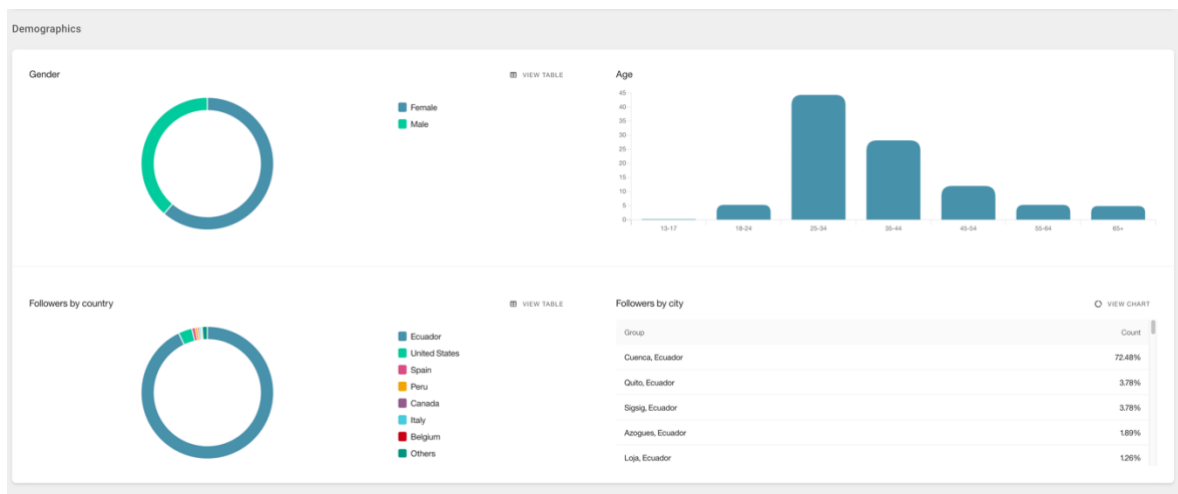 Demographics
Gender
VIEW TABLE
Female
Male
Age
45
40
35
30
25
20
15
10
5
0
13-17 18-24 25-34 35-44 45-54 55-64 65+
Followers by country
VIEW TABLE
Ecuador
United States
Spain
Peru
Canada
Italy
Belgium
Others
Followers by city
VIEW CHART
Group Count
Cuenca, Ecuador 72.48%
Quito, Ecuador 3.78%
Sigsig, Ecuador 3.78%
Azogues, Ecuador 1.89%
Loja, Ecuador 1.26%